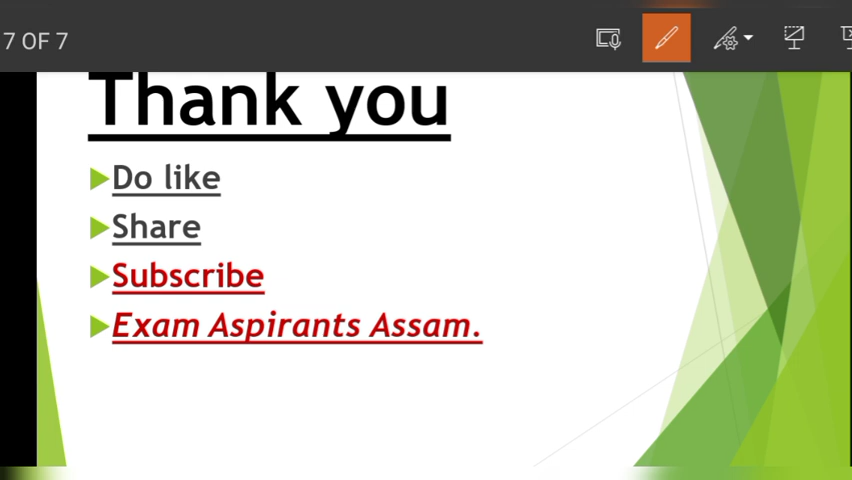 7 OF 7
Thank you
Do like
Share
Subscribe
Exam Aspirants Assam.